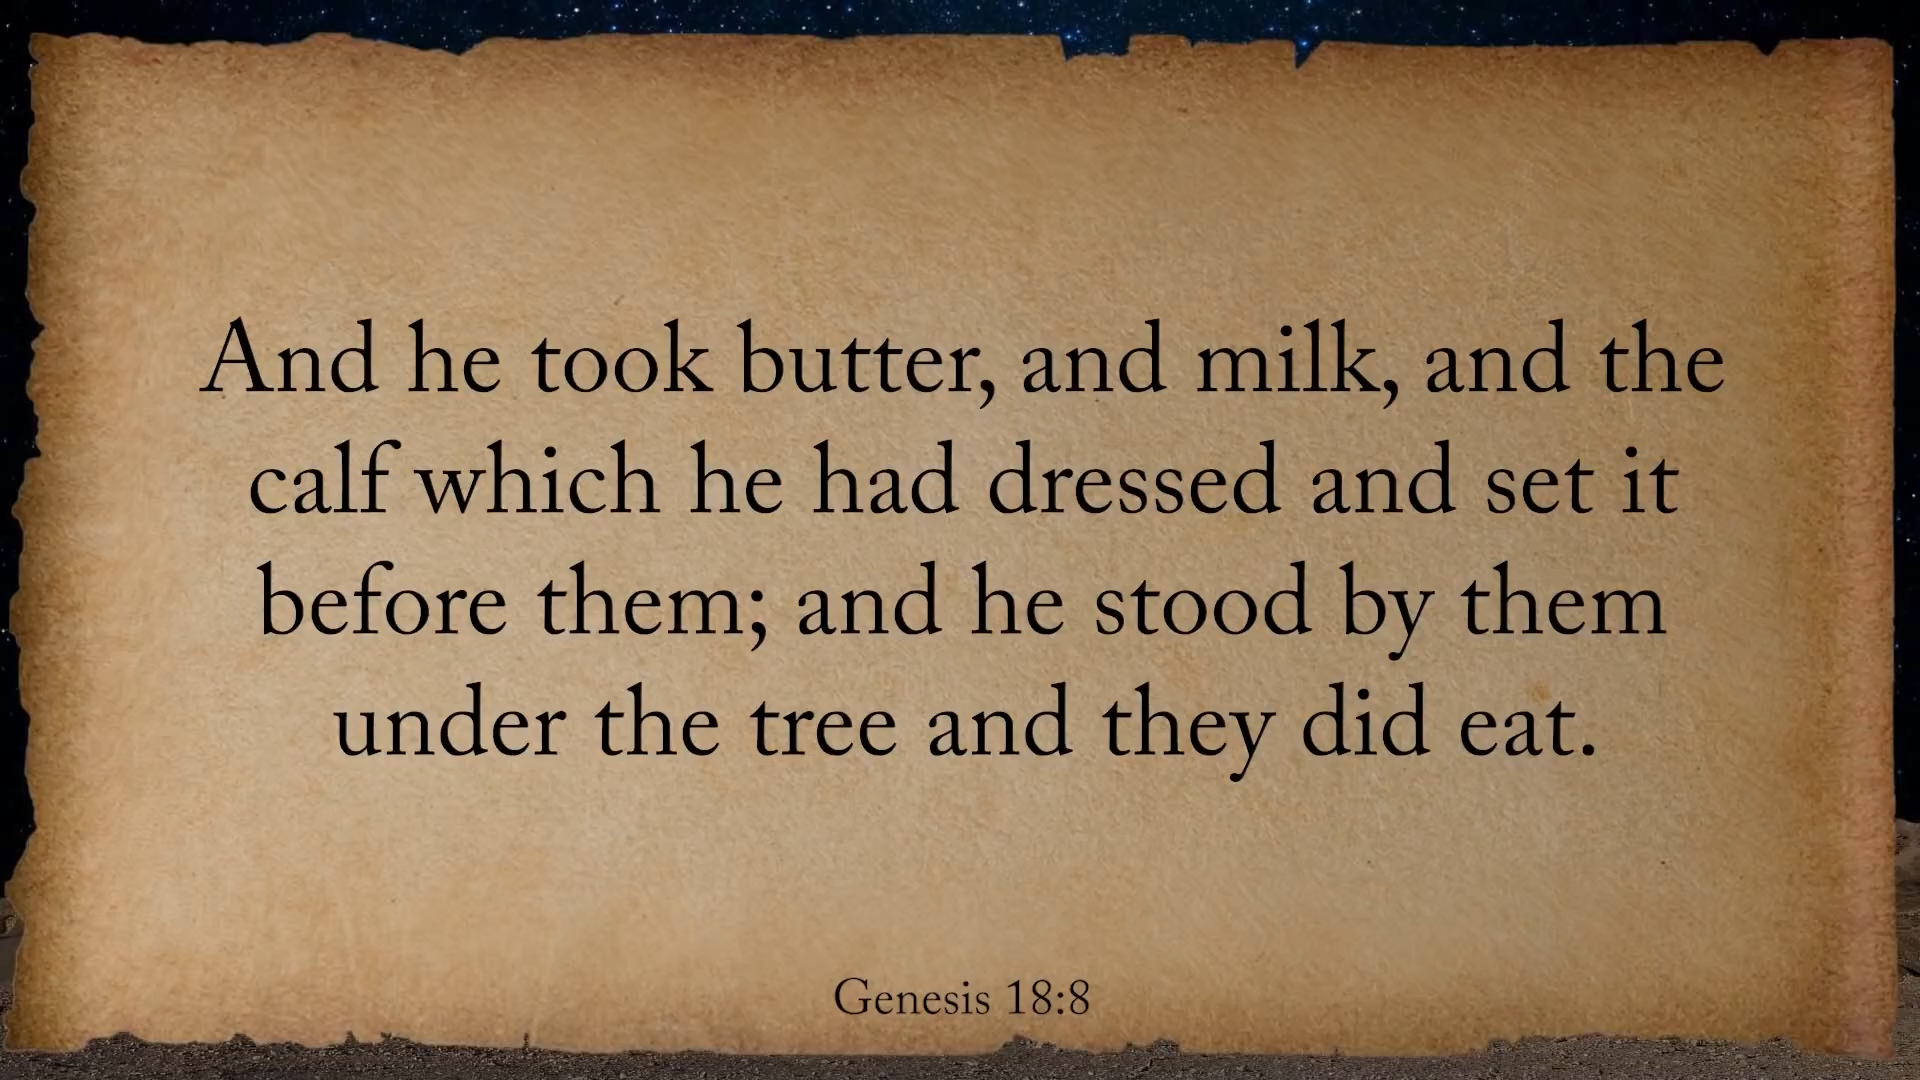 And he took butter, and milk, and the
calf which he had dressed and set it
before them; and he stood by them
under the tree and they did eat.
Genesis 18:8